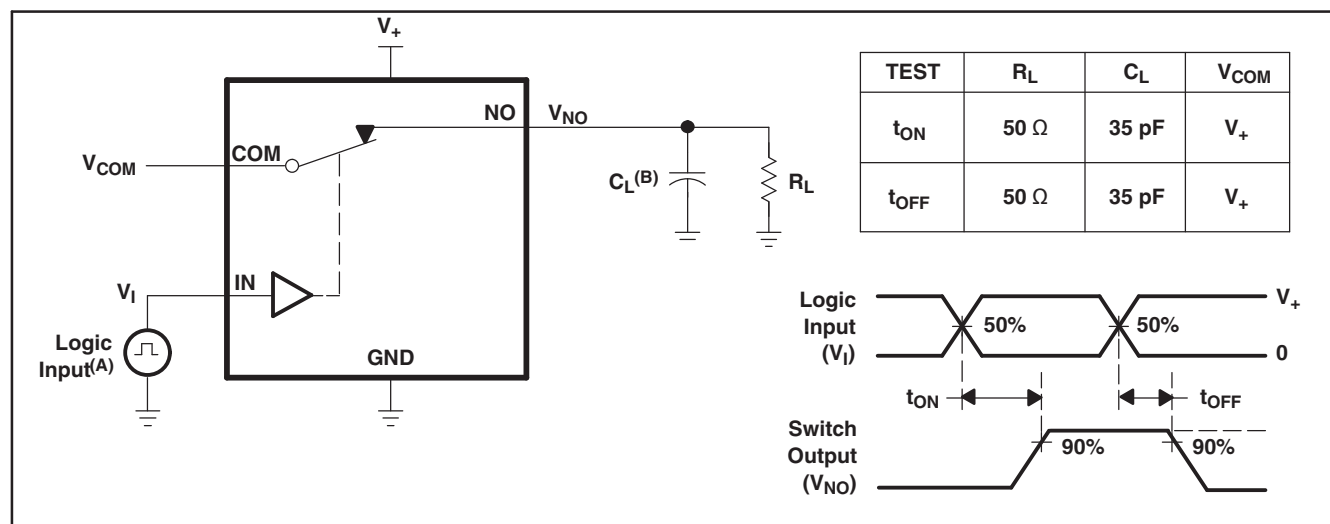 V+
NO
VNO
VCOM
COM
CL(B)
RL
VI
IN
Logic
Input(A)
GND
TEST RL CL VCOM
tON 50 Ω 35 pF V+
tOFF 50 Ω 35 pF V+
Logic
Input
(VI)
50%
50%
V+
0
tON
tOFF
Switch
Output
(VNO)
90%
90%